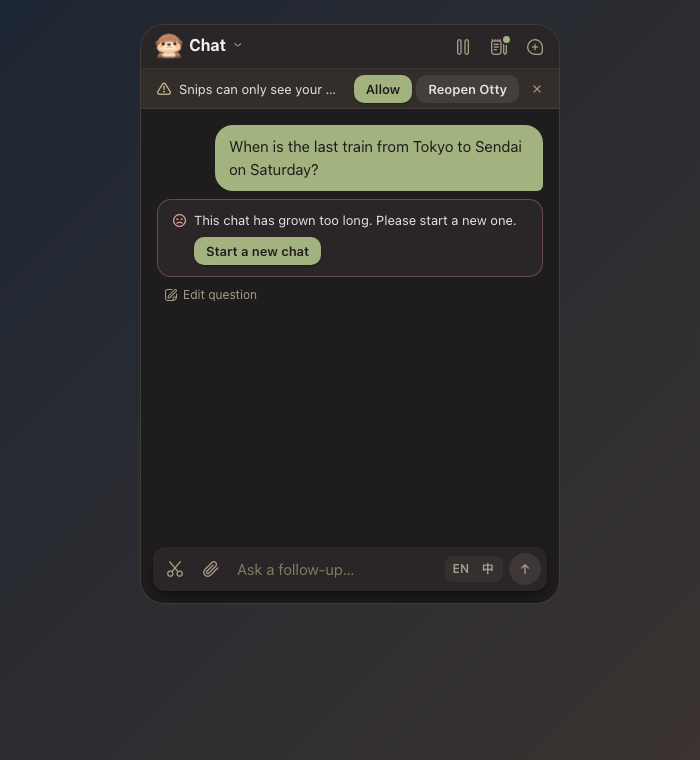 Chat
Snips can only see your ...
Allow
Reopen Otty
When is the last train from Tokyo to Sendai
on Saturday?
This chat has grown too long. Please start a new one.
Start a new chat
Edit question
Ask a follow-up...
EN 中